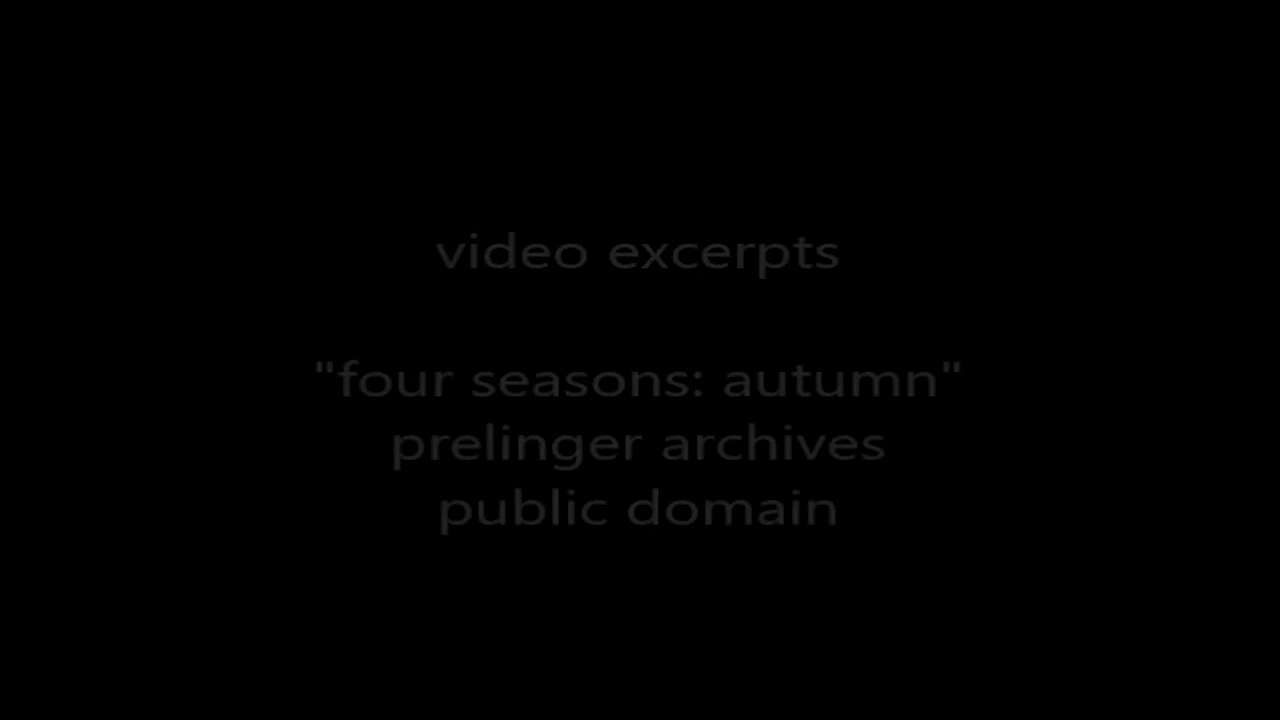 video excerpts
"four seasons: autumn"
prelinger archives
public domain